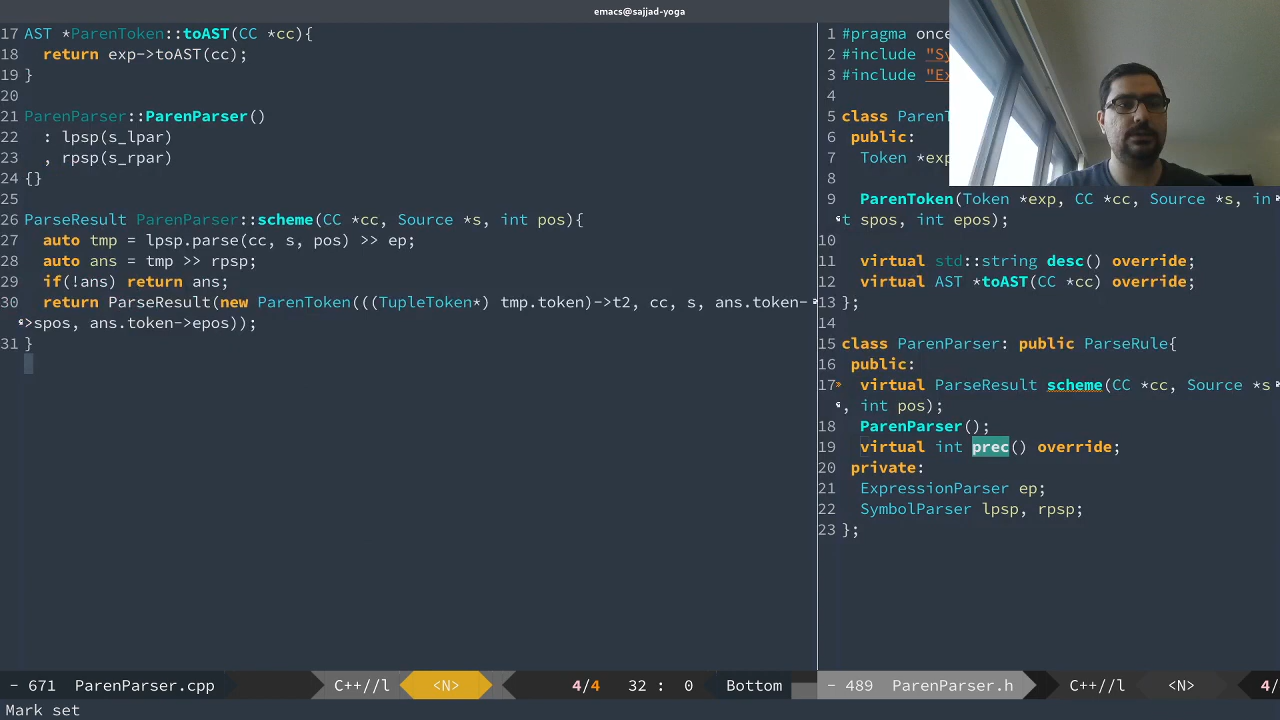 emacs@sajjad-yoga
17 AST *ParenToken::toAST(CC *cc){
18   return exp->toAST(cc);
19 }
20
21 ParenParser::ParenParser()
22   : lpsp(s_lpar)
23   , rpsp(s_rpar)
24 {}
25
26 ParseResult ParenParser::scheme(CC *cc, Source *s, int pos){
27   auto tmp = lpsp.parse(cc, s, pos) >> ep;
28   auto ans = tmp >> rpsp;
29   if(!ans) return ans;
30   return ParseResult(new ParenToken(((TupleToken*) tmp.token)->t2, cc, s, ans.token-
>spos, ans.token->epos));
31 }
1 #pragma once
2 #include "Sy
3 #include "Ex
4
5 class ParenT
6  public:
7   Token *exp
8
9   ParenToken(Token *exp, CC *cc, Source *s, in
t spos, int epos);
10
11   virtual std::string desc() override;
12   virtual AST *toAST(CC *cc) override;
13 };
14
15 class ParenParser: public ParseRule{
16  public:
17   virtual ParseResult scheme(CC *cc, Source *s
, int pos);
18   ParenParser();
19   virtual int prec() override;
20  private:
21   ExpressionParser ep;
22   SymbolParser lpsp, rpsp;
23 };
- 671 ParenParser.cpp C++//l <N> 4/4 32 : 0 Bottom
- 489 ParenParser.h C++//l <N> 4/
Mark set